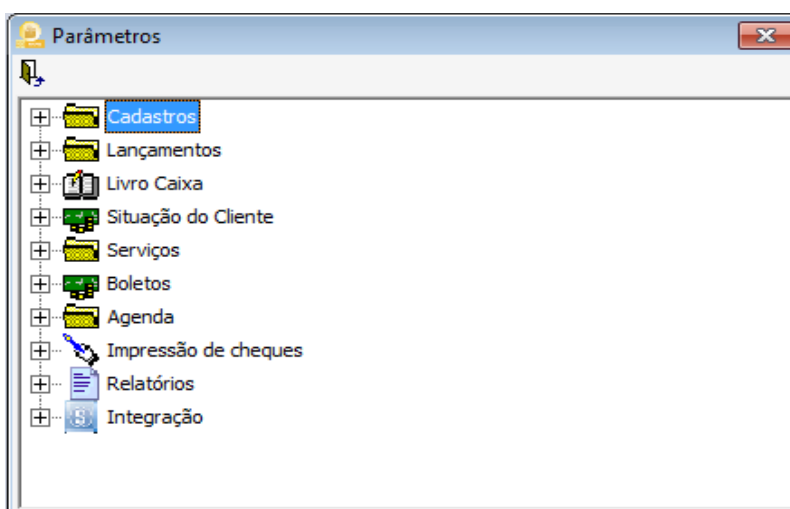 Parâmetros
Cadastros
Lançamentos
Livro Caixa
Situação do Cliente
Serviços
Boletos
Agenda
Impressão de cheques
Relatórios
Integração